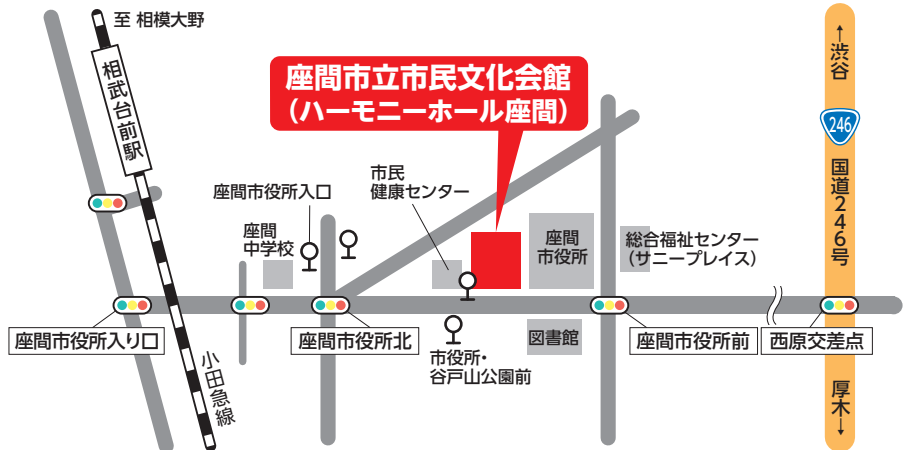 至 相模大野
相武台前駅
座間市立市民文化会館
（ハーモニーホール座間）
↑渋谷
246
国道246号
市民
健康センター
座間市役所入口
座間
中学校
座間
市役所
総合福祉センター
（サニープレイス）
座間市役所入り口
座間市役所北
図書館
座間市役所前
西原交差点
市役所・
谷戸山公園前
小田急線
厚木↓